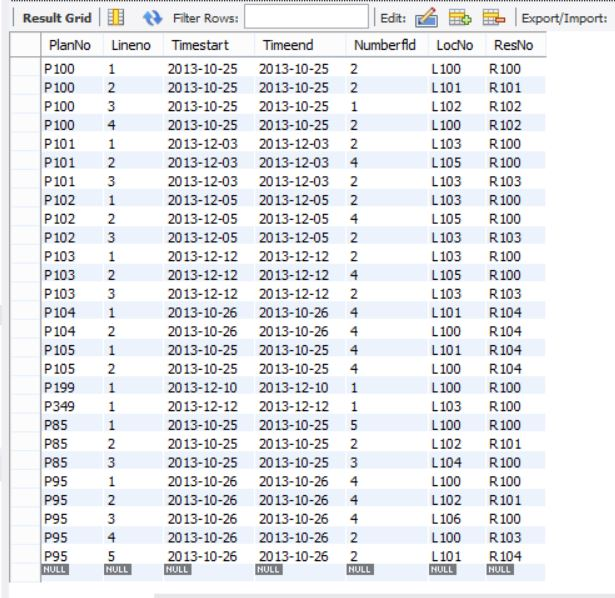 Result Grid Filter Rows: Edit: Export/Import:
PlanNo Lineno Timestart Timeend Numberfld LocNo ResNo
P100 1 2013-10-25 2013-10-25 2 L100 R100
P100 2 2013-10-25 2013-10-25 2 L101 R101
P100 3 2013-10-25 2013-10-25 1 L102 R102
P100 4 2013-10-25 2013-10-25 2 L100 R102
P101 1 2013-12-03 2013-12-03 2 L103 R100
P101 2 2013-12-03 2013-12-03 4 L105 R100
P101 3 2013-12-03 2013-12-03 2 L103 R103
P102 1 2013-12-05 2013-12-05 2 L103 R100
P102 2 2013-12-05 2013-12-05 4 L105 R100
P102 3 2013-12-05 2013-12-05 2 L103 R103
P103 1 2013-12-12 2013-12-12 2 L103 R100
P103 2 2013-12-12 2013-12-12 4 L105 R100
P103 3 2013-12-12 2013-12-12 2 L103 R103
P104 1 2013-10-26 2013-10-26 4 L101 R104
P104 2 2013-10-26 2013-10-26 4 L100 R104
P105 1 2013-10-25 2013-10-25 4 L101 R104
P105 2 2013-10-25 2013-10-25 4 L100 R104
P199 1 2013-12-10 2013-12-10 1 L100 R100
P349 1 2013-12-12 2013-12-12 1 L103 R100
P85 1 2013-10-25 2013-10-25 5 L100 R100
P85 2 2013-10-25 2013-10-25 2 L102 R101
P85 3 2013-10-25 2013-10-25 3 L104 R100
P95 1 2013-10-26 2013-10-26 4 L100 R100
P95 2 2013-10-26 2013-10-26 4 L102 R101
P95 3 2013-10-26 2013-10-26 4 L106 R100
P95 4 2013-10-26 2013-10-26 2 L100 R103
P95 5 2013-10-26 2013-10-26 2 L101 R104
NULL NULL NULL NULL NULL NULL NULL